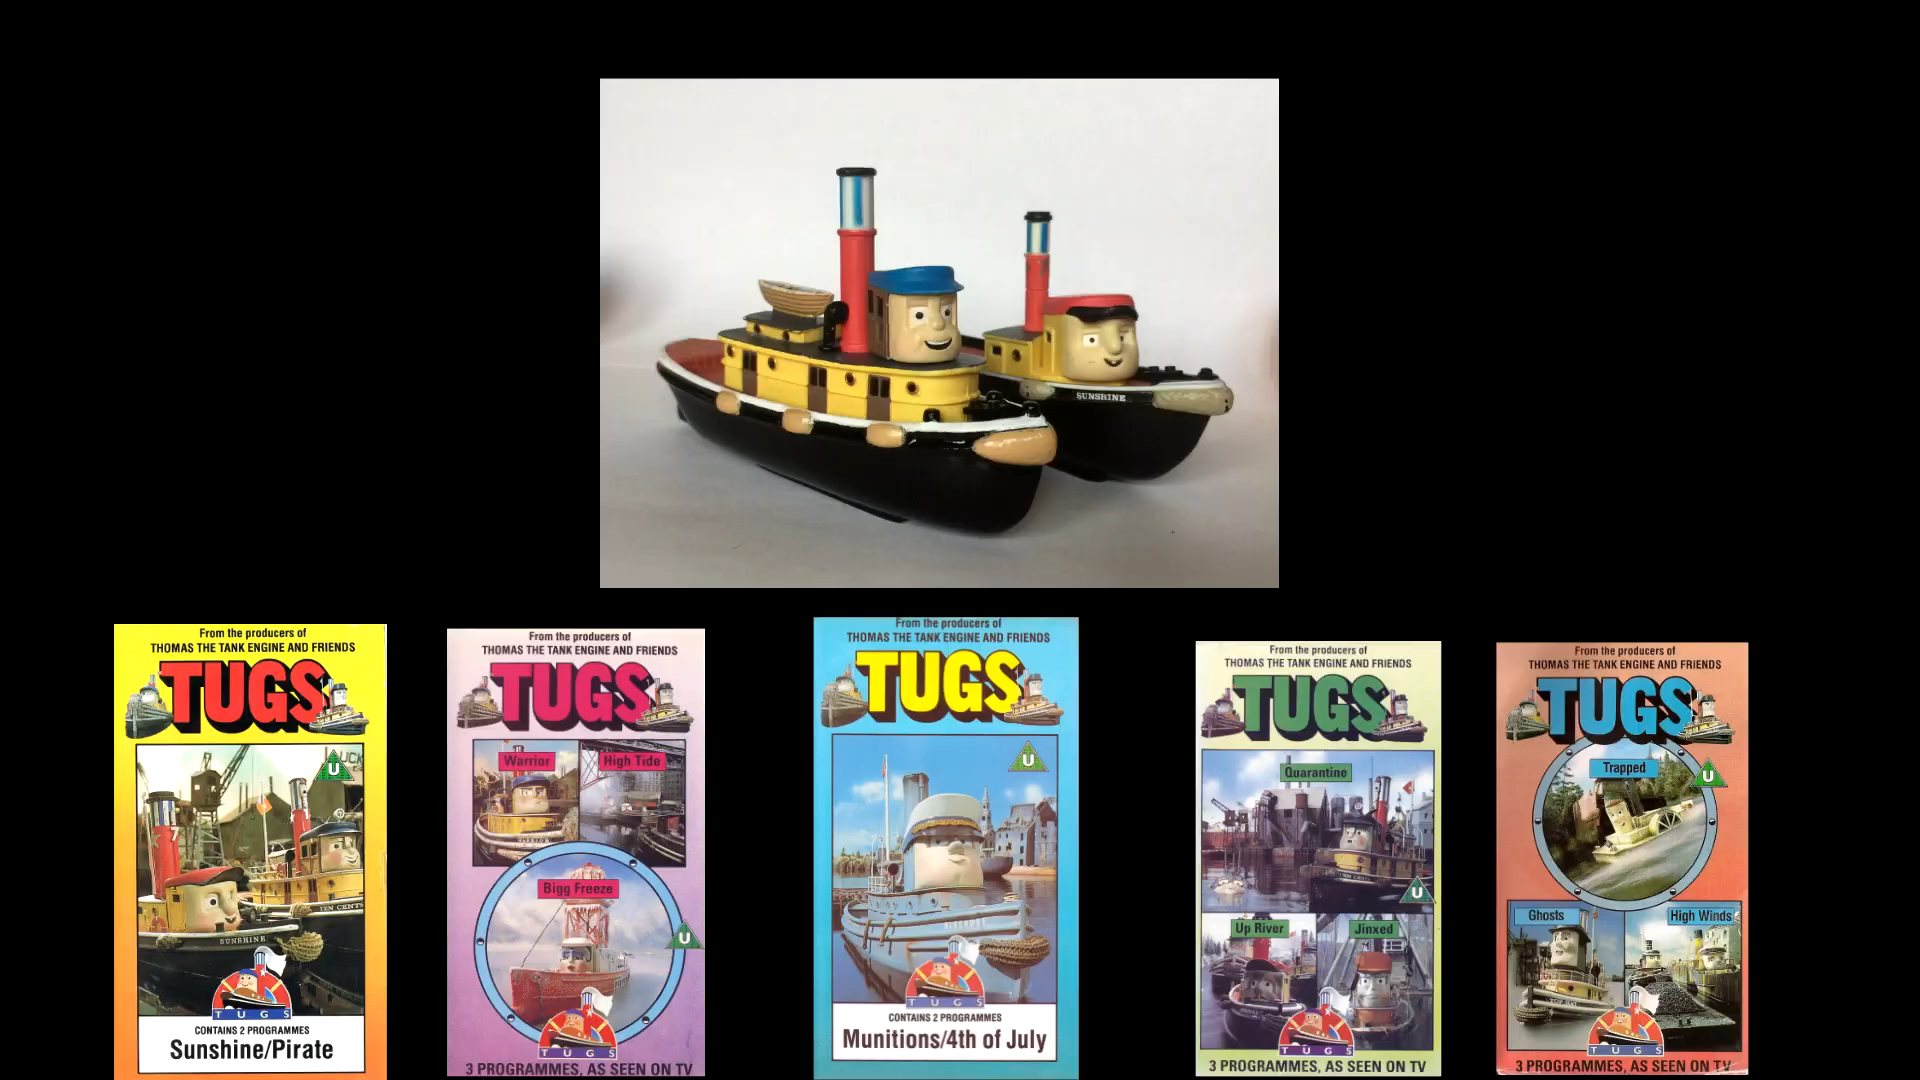 SUNSHINE
From the producers of
THOMAS THE TANK ENGINE AND FRIENDS
TUGS
U
TEN CENTS
SUNSHINE
TUGS
CONTAINS 2 PROGRAMMES
Sunshine/Pirate
From the producers of
THOMAS THE TANK ENGINE AND FRIENDS
TUGS
Warrior
High Tide
WARRIOR
Bigg Freeze
U
TUGS
3 PROGRAMMES, AS SEEN ON TV
From the producers of
THOMAS THE TANK ENGINE AND FRIENDS
TUGS
U
BLUENOSE
TUGS
CONTAINS 2 PROGRAMMES
Munitions/4th of July
From the producers of
THOMAS THE TANK ENGINE AND FRIENDS
TUGS
Quarantine
U
Up River
Jinxed
TUGS
3 PROGRAMMES, AS SEEN ON TV
From the producers of
THOMAS THE TANK ENGINE AND FRIENDS
TUGS
Trapped
U
Ghosts
High Winds
TOP HAT
TUGS
3 PROGRAMMES, AS SEEN ON TV